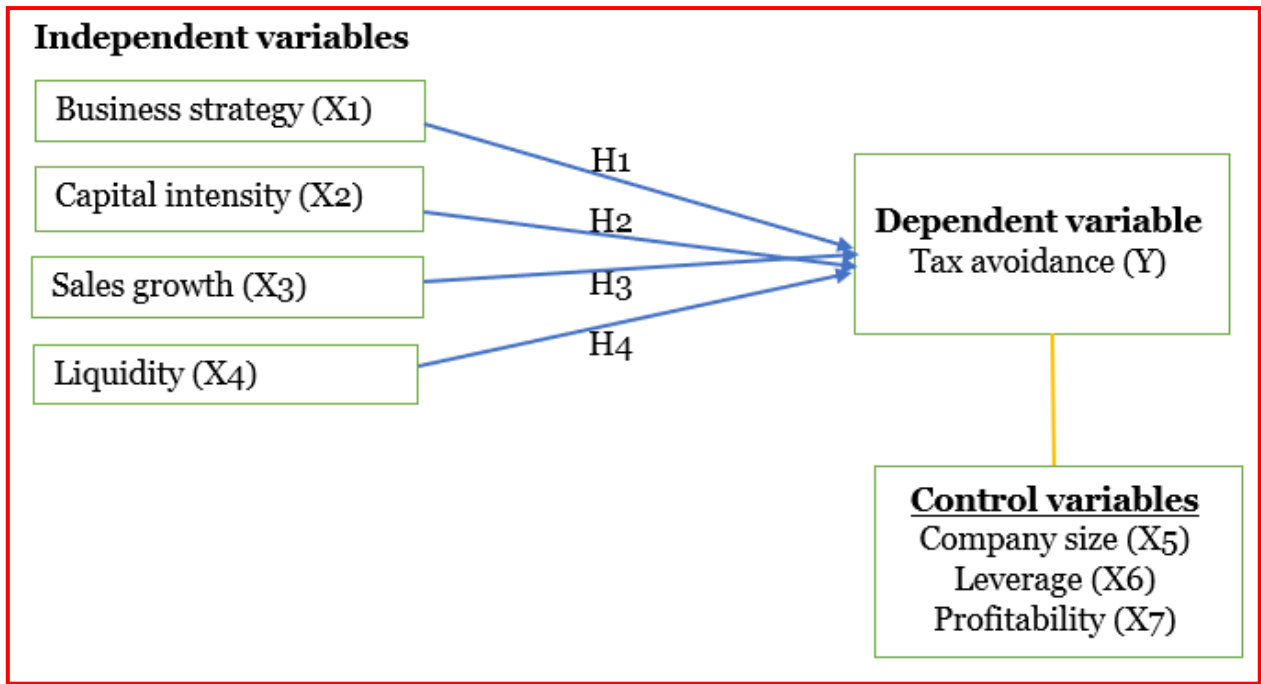 Independent variables
Business strategy (X1)
Capital intensity (X2)
Sales growth (X3)
Liquidity (X4)
H1
H2
H3
H4
Dependent variable
Tax avoidance (Y)
Control variables
Company size (X5)
Leverage (X6)
Profitability (X7)